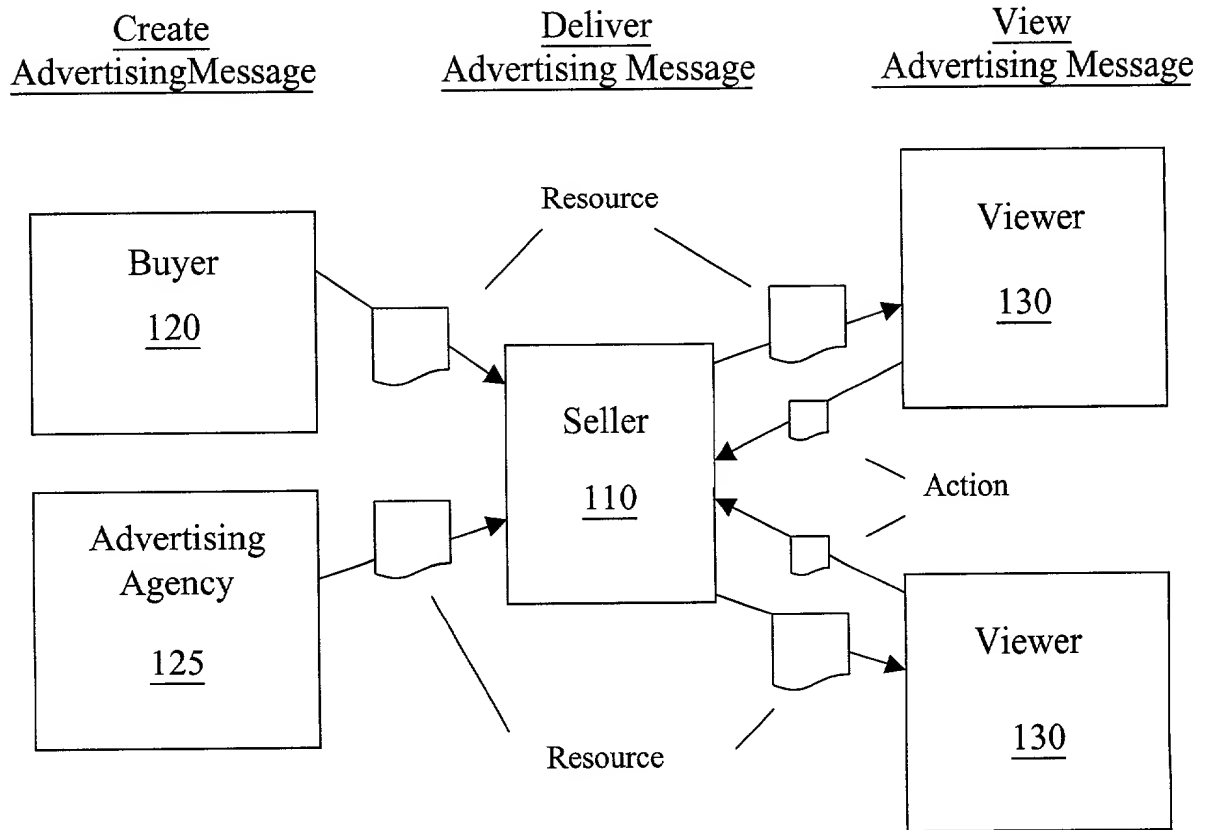 Create
AdvertisingMessage
Deliver
Advertising Message
View
Advertising Message
Resource
Buyer
120
Viewer
130
Seller
110
Action
Advertising
Agency
125
Viewer
130
Resource